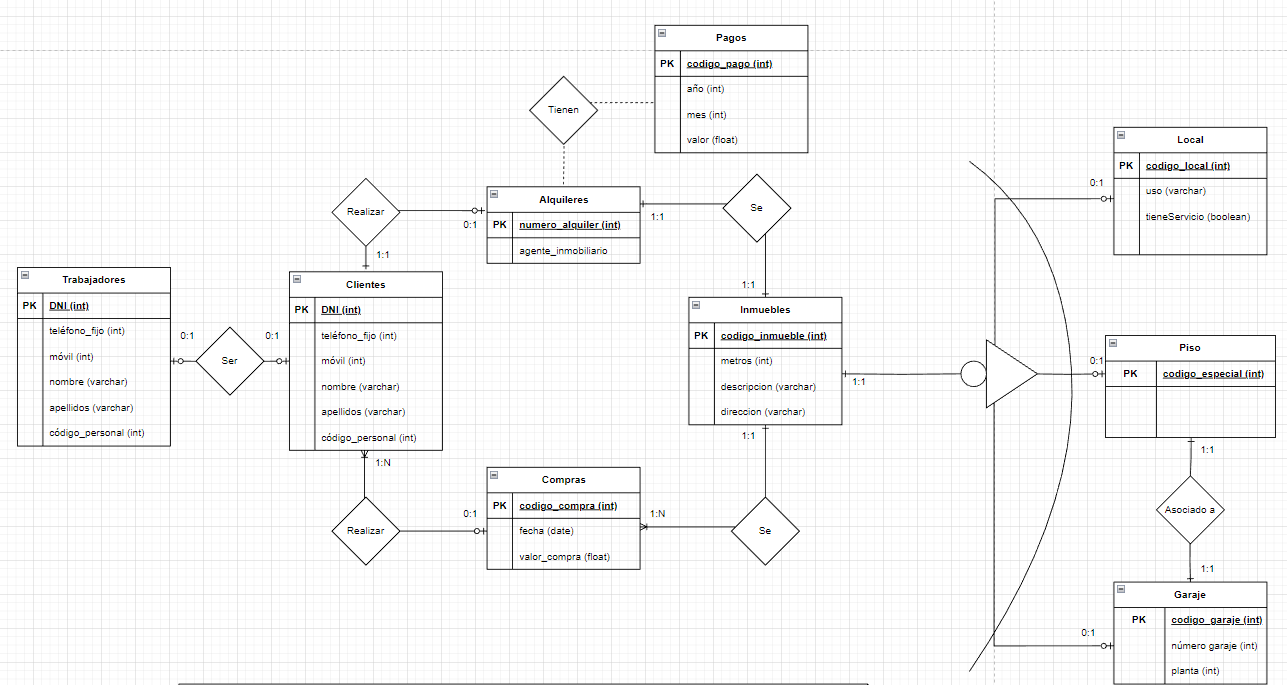 Pagos
PK codigo_pago (int)
año (int)
mes (int)
valor (float)
Tienen
Local
PK codigo_local (int)
uso (varchar)
tieneServicio (boolean)
0:1
Alquileres
PK numero_alquiler (int)
agente_inmobiliario
Realizar
0:1
1:1
1:1
Se
1:1
Trabajadores
PK DNI (int)
teléfono_fijo (int)
móvil (int)
nombre (varchar)
apellidos (varchar)
código_personal (int)
0:1
Ser
0:1
Clientes
PK DNI (int)
teléfono_fijo (int)
móvil (int)
nombre (varchar)
apellidos (varchar)
código_personal (int)
1:N
Inmuebles
PK codigo_inmueble (int)
metros (int)
descripcion (varchar)
direccion (varchar)
1:1
1:1
Piso
PK codigo_especial (int)
0:1
1:1
Asociado a
1:1
Compras
PK codigo_compra (int)
fecha (date)
valor_compra (float)
Realizar
0:1
1:N
Se
Garaje
PK codigo_garaje (int)
número garaje (int)
planta (int)
0:1